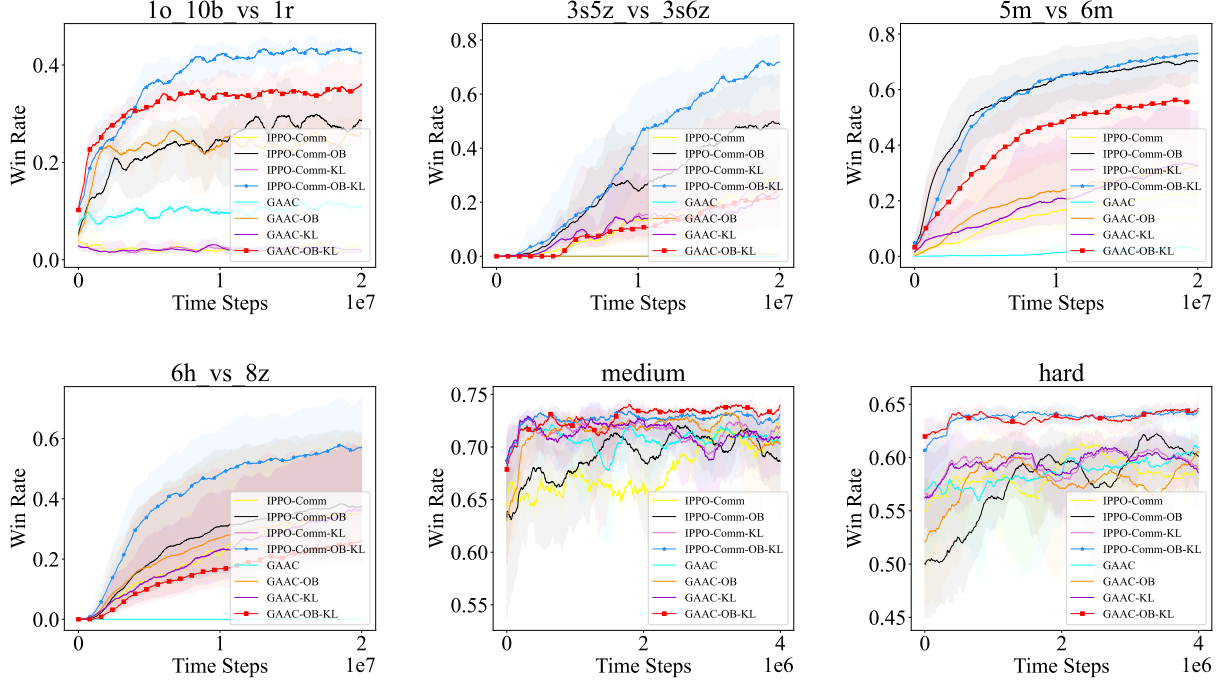 1o_10b_vs_1r
Win Rate
0.4
0.2
0.0
IPPO-Comm
IPPO-Comm-OB
IPPO-Comm-KL
IPPO-Comm-OB-KL
GAAC
GAAC-OB
GAAC-KL
GAAC-OB-KL
0 1 2
Time Steps 1e7
3s5z_vs_3s6z
Win Rate
0.8
0.6
0.4
0.2
0.0
IPPO-Comm
IPPO-Comm-OB
IPPO-Comm-KL
IPPO-Comm-OB-KL
GAAC
GAAC-OB
GAAC-KL
GAAC-OB-KL
0 1 2
Time Steps 1e7
5m_vs_6m
Win Rate
0.8
0.6
0.4
0.2
0.0
IPPO-Comm
IPPO-Comm-OB
IPPO-Comm-KL
IPPO-Comm-OB-KL
GAAC
GAAC-OB
GAAC-KL
GAAC-OB-KL
0 1 2
Time Steps 1e7
6h_vs_8z
Win Rate
0.6
0.4
0.2
0.0
IPPO-Comm
IPPO-Comm-OB
IPPO-Comm-KL
IPPO-Comm-OB-KL
GAAC
GAAC-OB
GAAC-KL
GAAC-OB-KL
0 1 2
Time Steps 1e7
medium
Win Rate
0.75
0.70
0.65
0.60
0.55
IPPO-Comm
IPPO-Comm-OB
IPPO-Comm-KL
IPPO-Comm-OB-KL
GAAC
GAAC-OB
GAAC-KL
GAAC-OB-KL
0 2 4
Time Steps 1e6
hard
Win Rate
0.65
0.60
0.55
0.50
0.45
IPPO-Comm
IPPO-Comm-OB
IPPO-Comm-KL
IPPO-Comm-OB-KL
GAAC
GAAC-OB
GAAC-KL
GAAC-OB-KL
0 2 4
Time Steps 1e6